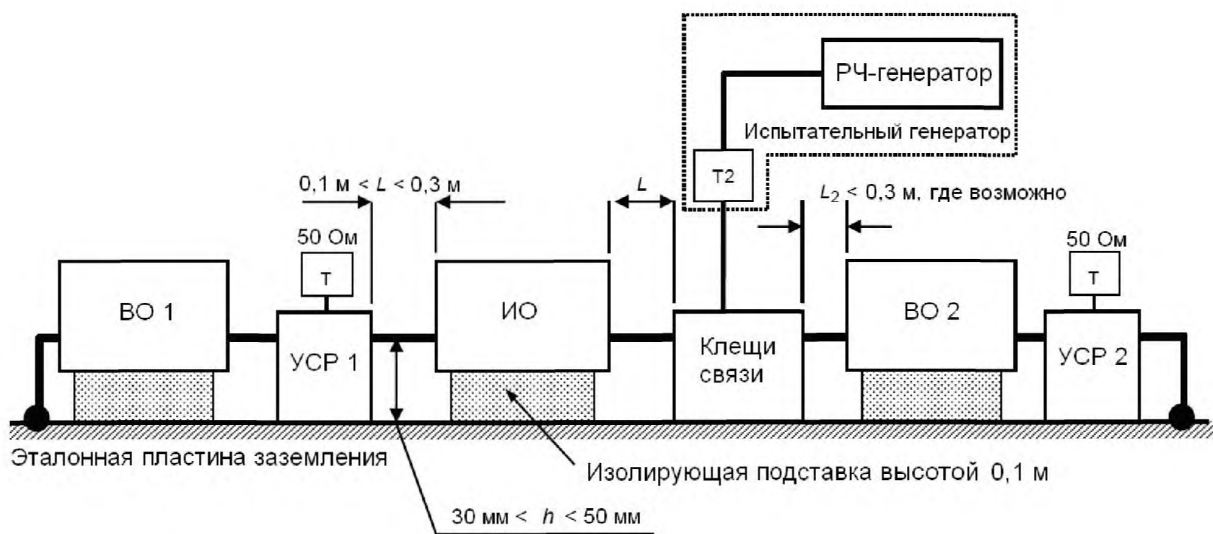 РЧ-генератор
Испытательный генератор
Т2
0,1 м < L < 0,3 м
L
L2 < 0,3 м, где возможно
50 Ом
Т
50 Ом
Т
ВО 1
УСР 1
ИО
Клещи
связи
ВО 2
УСР 2
Эталонная пластина заземления
Изолирующая подставка высотой 0,1 м
30 мм < h < 50 мм